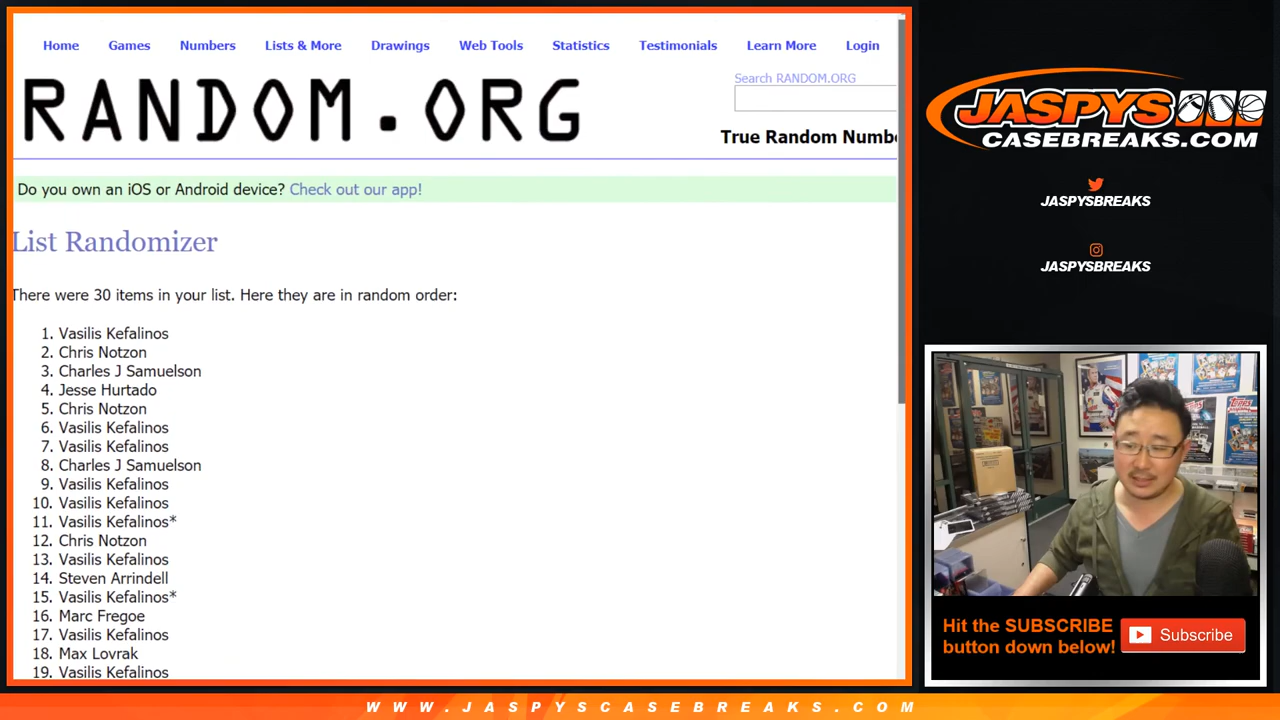 Home Games Numbers Lists & More Drawings Web Tools Statistics Testimonials Learn More Login
RANDOM.ORG
Search RANDOM.ORG
True Random Numbe
Do you own an iOS or Android device? Check out our app!
List Randomizer
There were 30 items in your list. Here they are in random order:
1. Vasilis Kefalinos
2. Chris Notzon
3. Charles J Samuelson
4. Jesse Hurtado
5. Chris Notzon
6. Vasilis Kefalinos
7. Vasilis Kefalinos
8. Charles J Samuelson
9. Vasilis Kefalinos
10. Vasilis Kefalinos
11. Vasilis Kefalinos*
12. Chris Notzon
13. Vasilis Kefalinos
14. Steven Arrindell
15. Vasilis Kefalinos*
16. Marc Fregoe
17. Vasilis Kefalinos
18. Max Lovrak
19. Vasilis Kefalinos
JASPYS
CASEBREAKS.COM
JASPYSBREAKS
JASPYSBREAKS
Hit the SUBSCRIBE
button down below!
Subscribe
WWW.JASPYSCASEBREAKS.COM